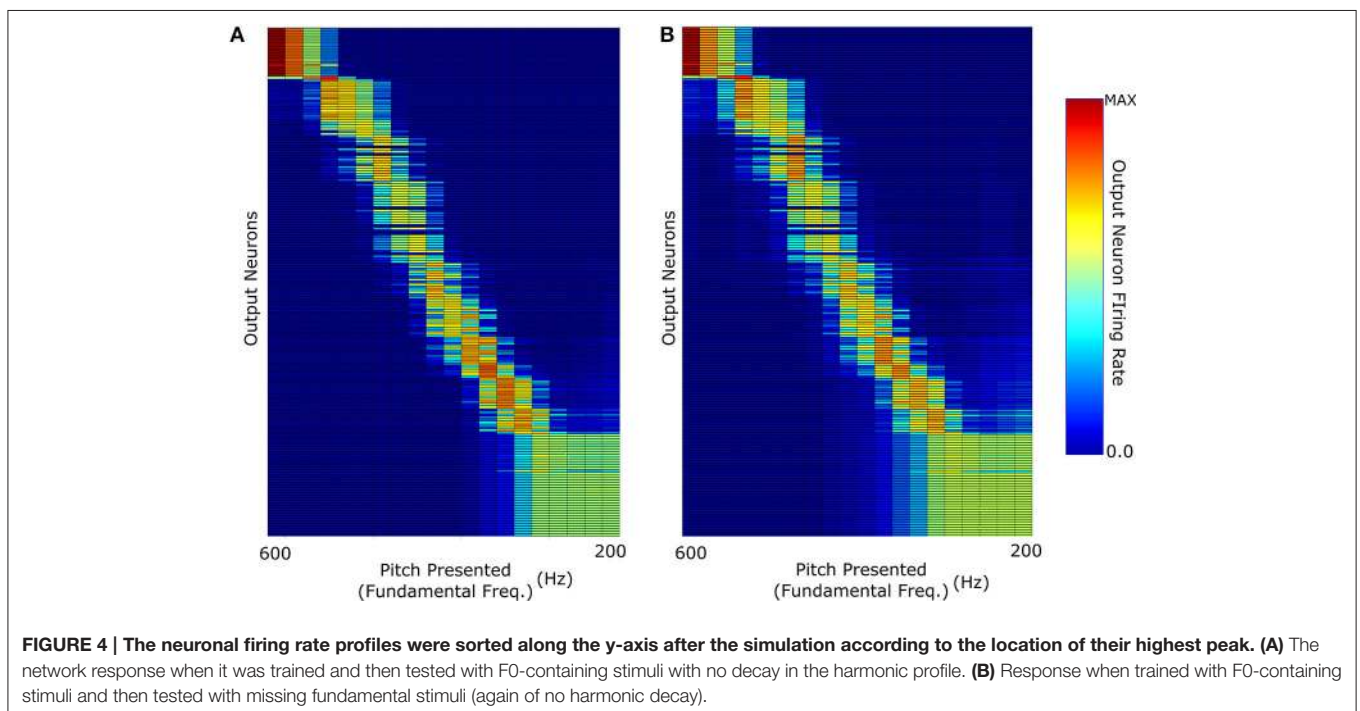 A
B
Output Neurons
Output Neurons
MAX
Output Neuron FIring Rate
0.0
600
200
Pitch Presented (Hz)
(Fundamental Freq.)
600
200
Pitch Presented (Hz)
(Fundamental Freq.)
FIGURE 4 | The neuronal firing rate profiles were sorted along the y-axis after the simulation according to the location of their highest peak. (A) The
network response when it was trained and then tested with F0-containing stimuli with no decay in the harmonic profile. (B) Response when trained with F0-containing
stimuli and then tested with missing fundamental stimuli (again of no harmonic decay).